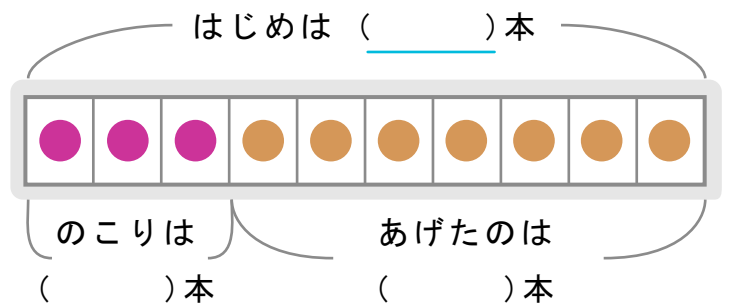 はじめは（　　　）本
のこりは
（　　　）本
あげたのは
（　　　）本